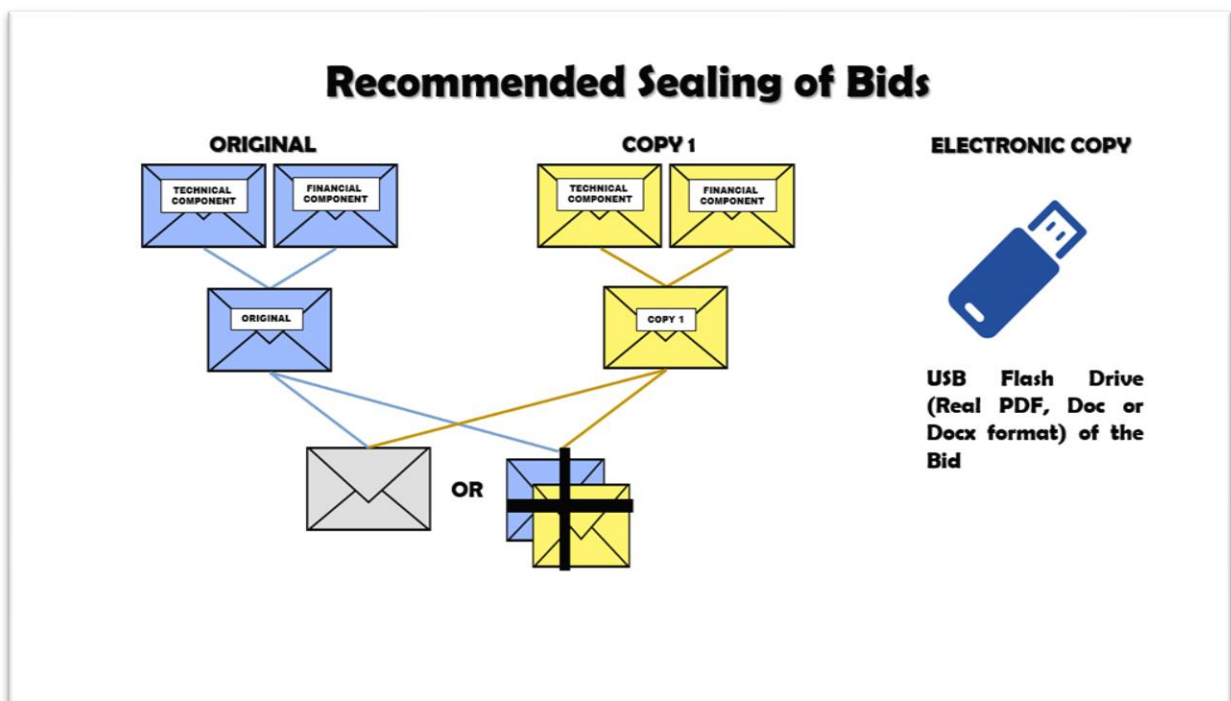 Recommended Sealing of Bids
ORIGINAL
TECHNICAL
COMPONENT
FINANCIAL
COMPONENT
ORIGINAL
COPY 1
TECHNICAL
COMPONENT
FINANCIAL
COMPONENT
COPY 1
OR
ELECTRONIC COPY
USB Flash Drive
(Real PDF, Doc or
Docx format) of the
Bid